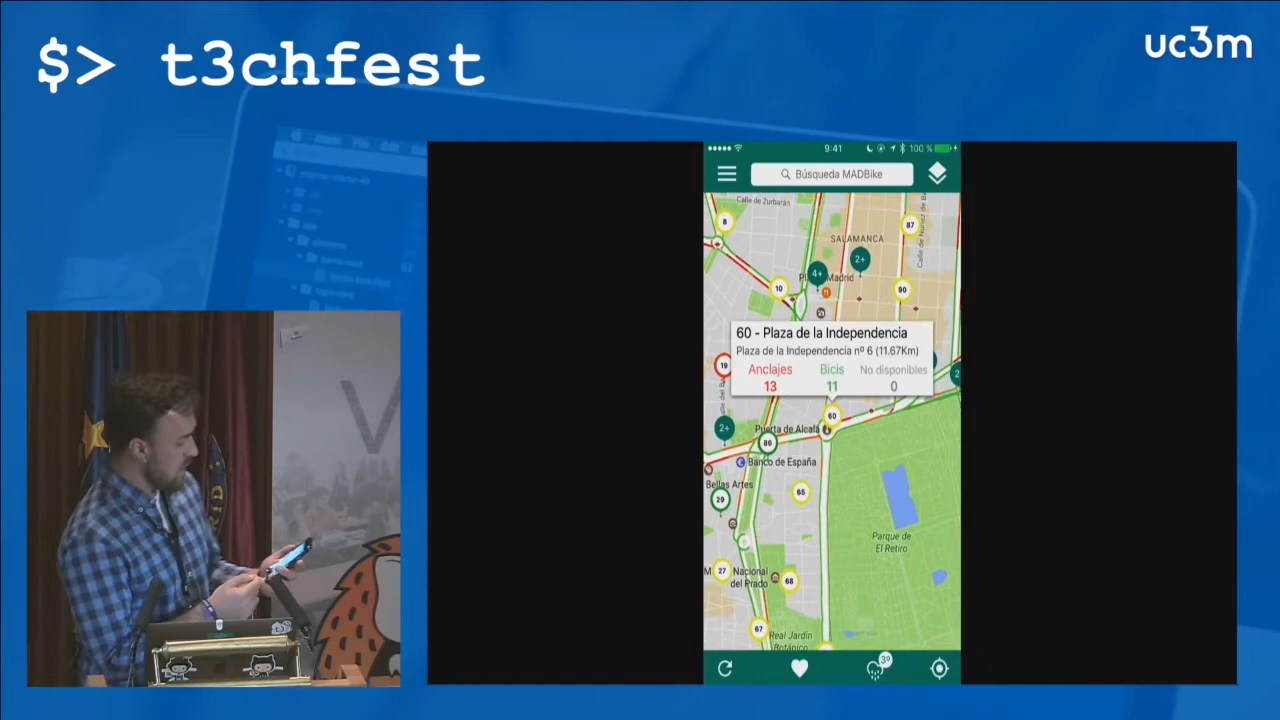 $> t3chfest
uc3m
9:41
100 %
Búsqueda MADBike
Calle de Zurbarán
8
87
SALAMANCA
2+
4+
Madrid
10
90
60 - Plaza de la Independencia
Plaza de la Independencia nº 6 (11.67Km)
Anclajes Bicis No disponibles
13 11 0
19
2
60
2+
Puerta de Alcalá
86
Banco de España
Bellas Artes
65
29
Parque de
El Retiro
27
Nacional
del Prado
68
67
Real Jardín
Botánico
3º